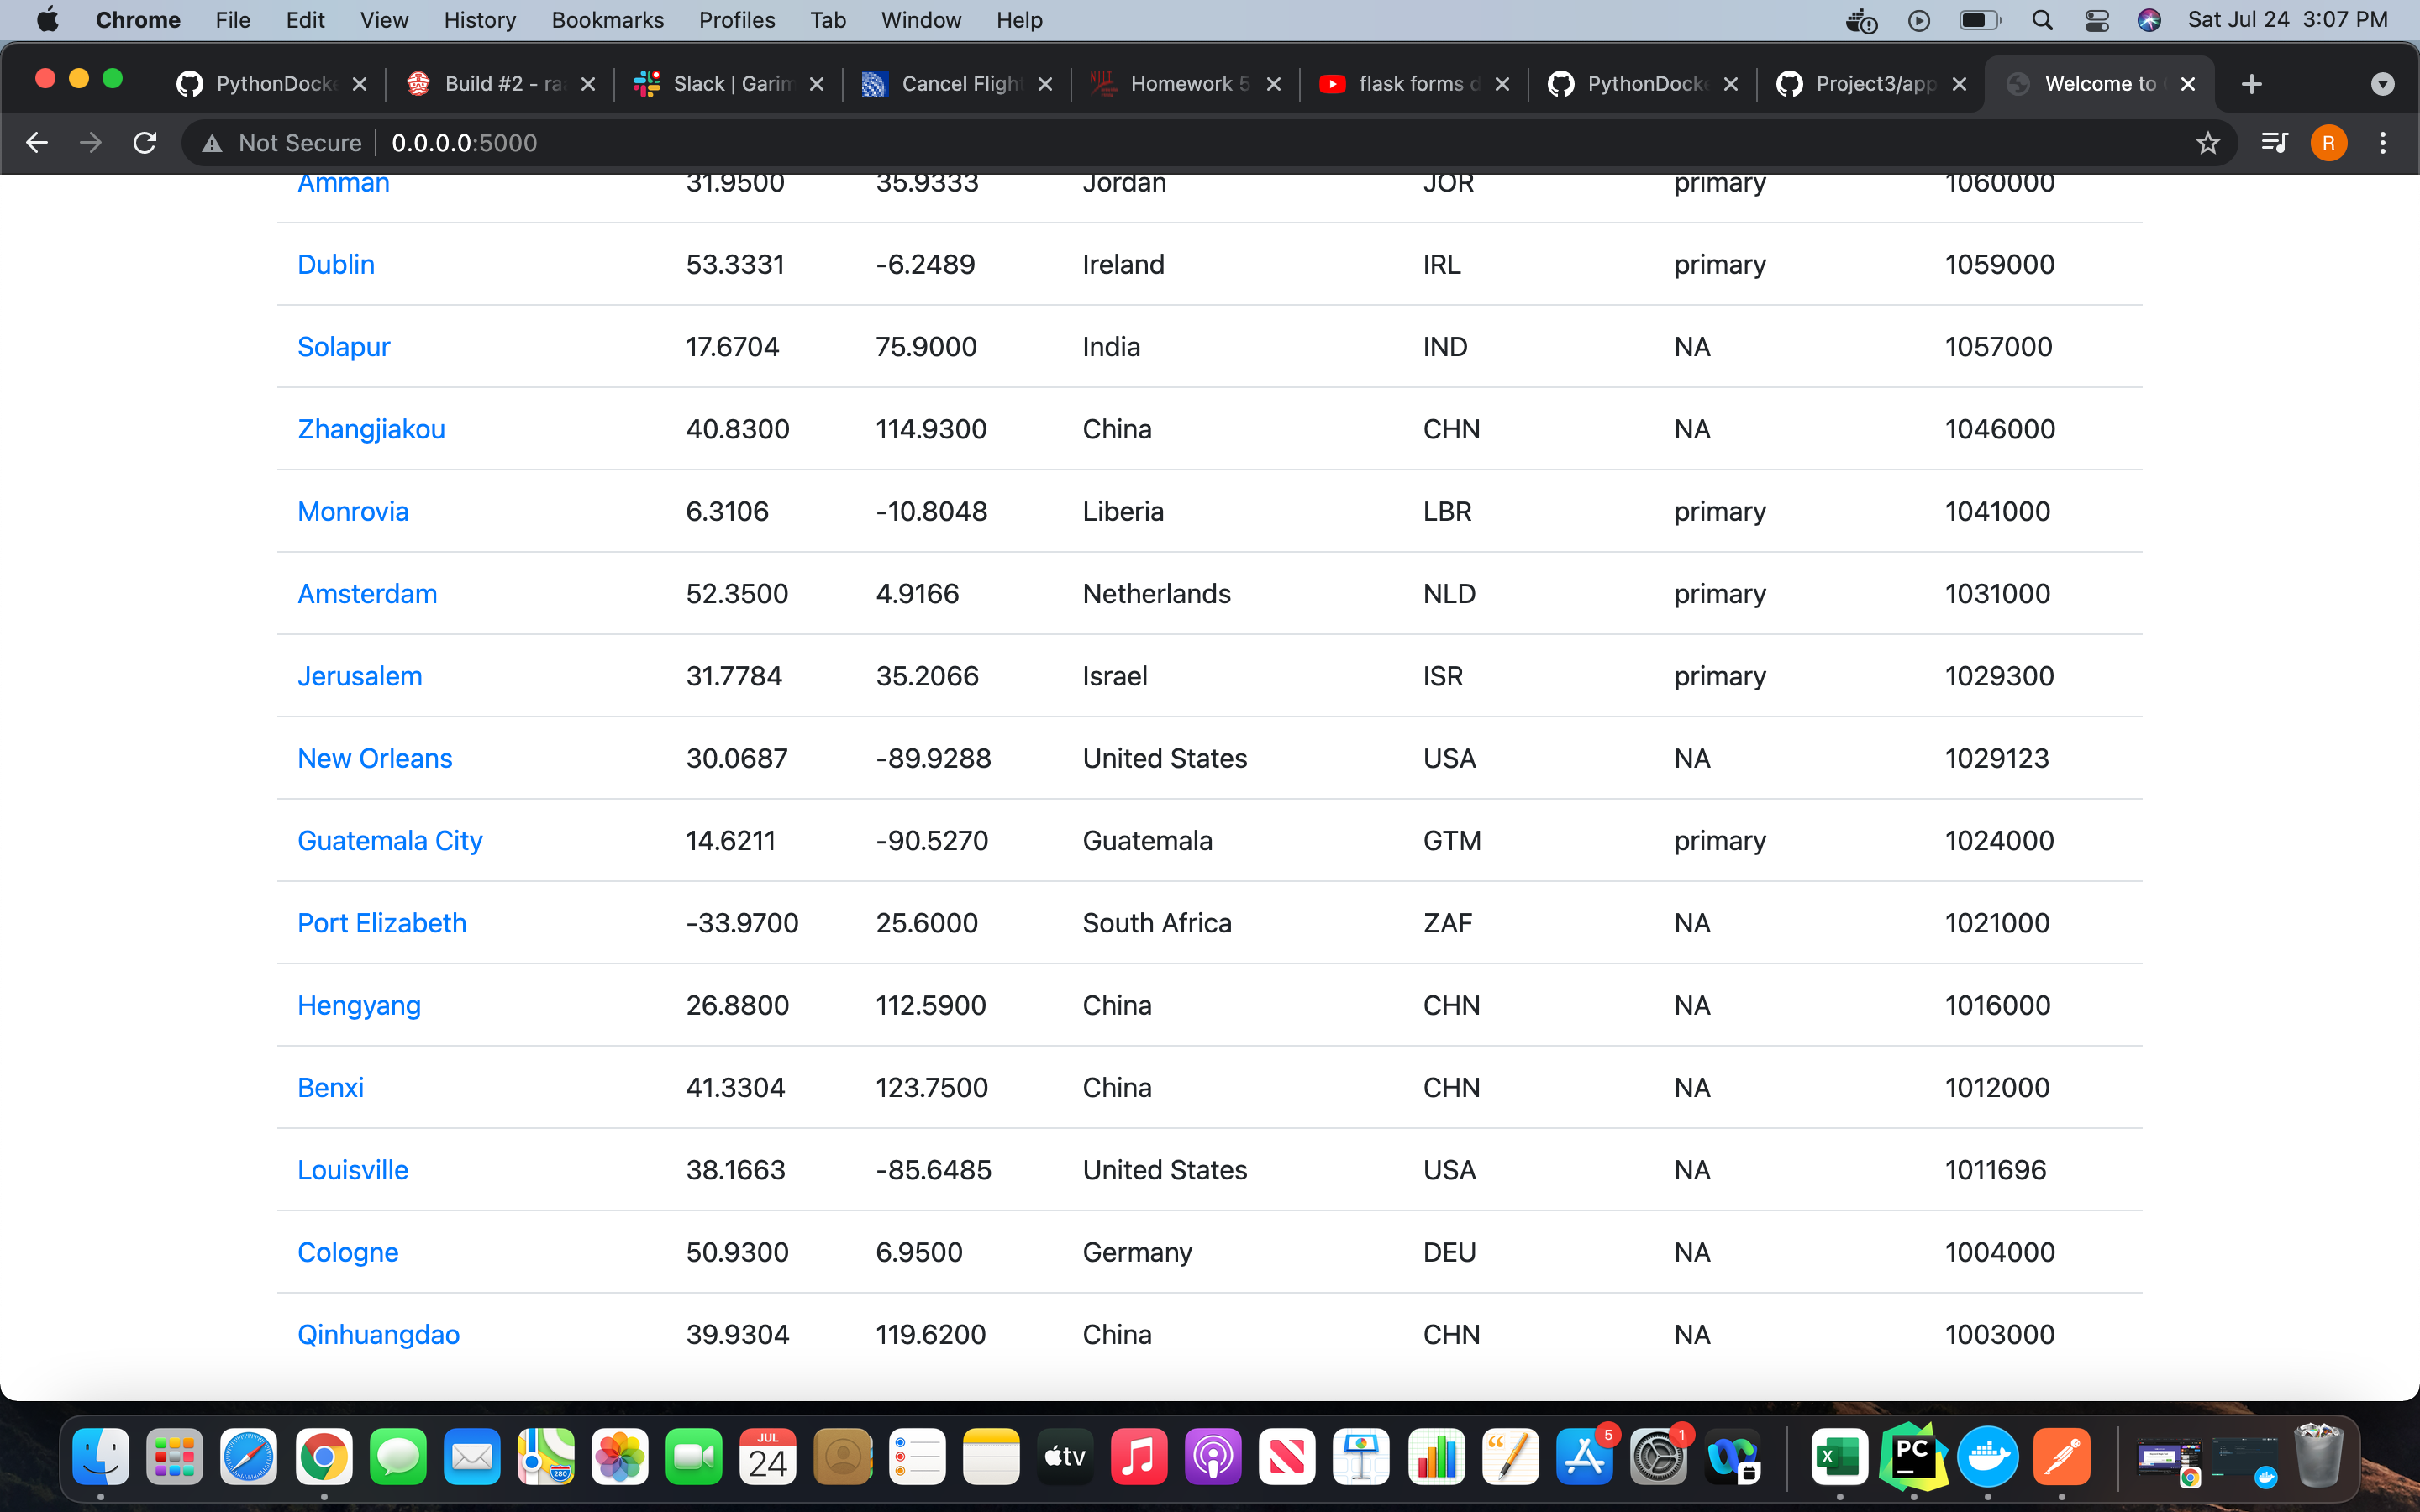 Chrome File Edit View History Bookmarks Profiles Tab Window Help Sat Jul 24 3:07 PM
PythonDocke Build #2 - raa Slack | Garim Cancel Flight Homework 5 flask forms d PythonDocke Project3/app Welcome to
Not Secure 0.0.0.0:5000 R
Amman 31.9500 35.9333 Jordan JOR primary 1060000
Dublin 53.3331 -6.2489 Ireland IRL primary 1059000
Solapur 17.6704 75.9000 India IND NA 1057000
Zhangjiakou 40.8300 114.9300 China CHN NA 1046000
Monrovia 6.3106 -10.8048 Liberia LBR primary 1041000
Amsterdam 52.3500 4.9166 Netherlands NLD primary 1031000
Jerusalem 31.7784 35.2066 Israel ISR primary 1029300
New Orleans 30.0687 -89.9288 United States USA NA 1029123
Guatemala City 14.6211 -90.5270 Guatemala GTM primary 1024000
Port Elizabeth -33.9700 25.6000 South Africa ZAF NA 1021000
Hengyang 26.8800 112.5900 China CHN NA 1016000
Benxi 41.3304 123.7500 China CHN NA 1012000
Louisville 38.1663 -85.6485 United States USA NA 1011696
Cologne 50.9300 6.9500 Germany DEU NA 1004000
Qinhuangdao 39.9304 119.6200 China CHN NA 1003000
280 JUL 24 tv 5 1 X PC